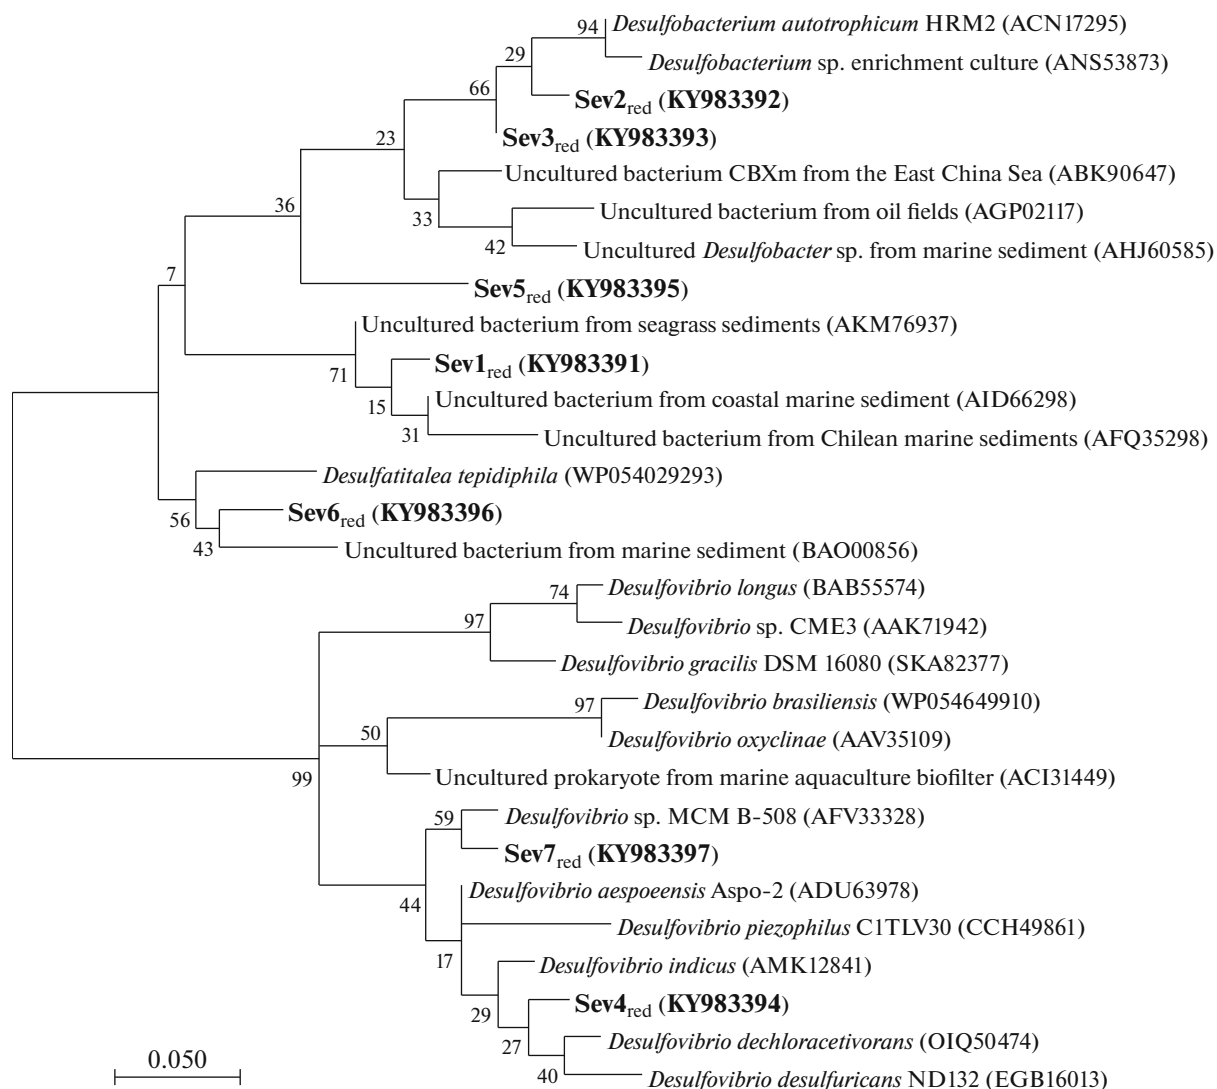 94
Desulfobacterium autotrophicum HRM2 (ACN17295)
29
Desulfobacterium sp. enrichment culture (ANS53873)
66
Sev2red (KY983392)
23
Sev3red (KY983393)
Uncultured bacterium CBXm from the East China Sea (ABK90647)
36
33
Uncultured bacterium from oil fields (AGP02117)
42
Uncultured Desulfobacter sp. from marine sediment (AHJ60585)
7
Sev5red (KY983395)
Uncultured bacterium from seagrass sediments (AKM76937)
71
Sev1red (KY983391)
15
Uncultured bacterium from coastal marine sediment (AID66298)
31
Uncultured bacterium from Chilean marine sediments (AFQ35298)
Desulfatitalea tepidiphila (WP054029293)
56
Sev6red (KY983396)
43
Uncultured bacterium from marine sediment (BAO00856)
74
Desulfovibrio longus (BAB55574)
97
Desulfovibrio sp. CME3 (AAK71942)
Desulfovibrio gracilis DSM 16080 (SKA82377)
97
Desulfovibrio brasiliensis (WP054649910)
50
Desulfovibrio oxyclinae (AAV35109)
99
Uncultured prokaryote from marine aquaculture biofilter (ACI31449)
59
Desulfovibrio sp. MCM B-508 (AFV33328)
Sev7red (KY983397)
44
Desulfovibrio aespoeensis Aspo-2 (ADU63978)
Desulfovibrio piezophilus C1TLV30 (CCH49861)
17
Desulfovibrio indicus (AMK12841)
29
Sev4red (KY983394)
27
Desulfovibrio dechloracetivorans (OIQ50474)
40
Desulfovibrio desulfuricans ND132 (EGB16013)
0.050